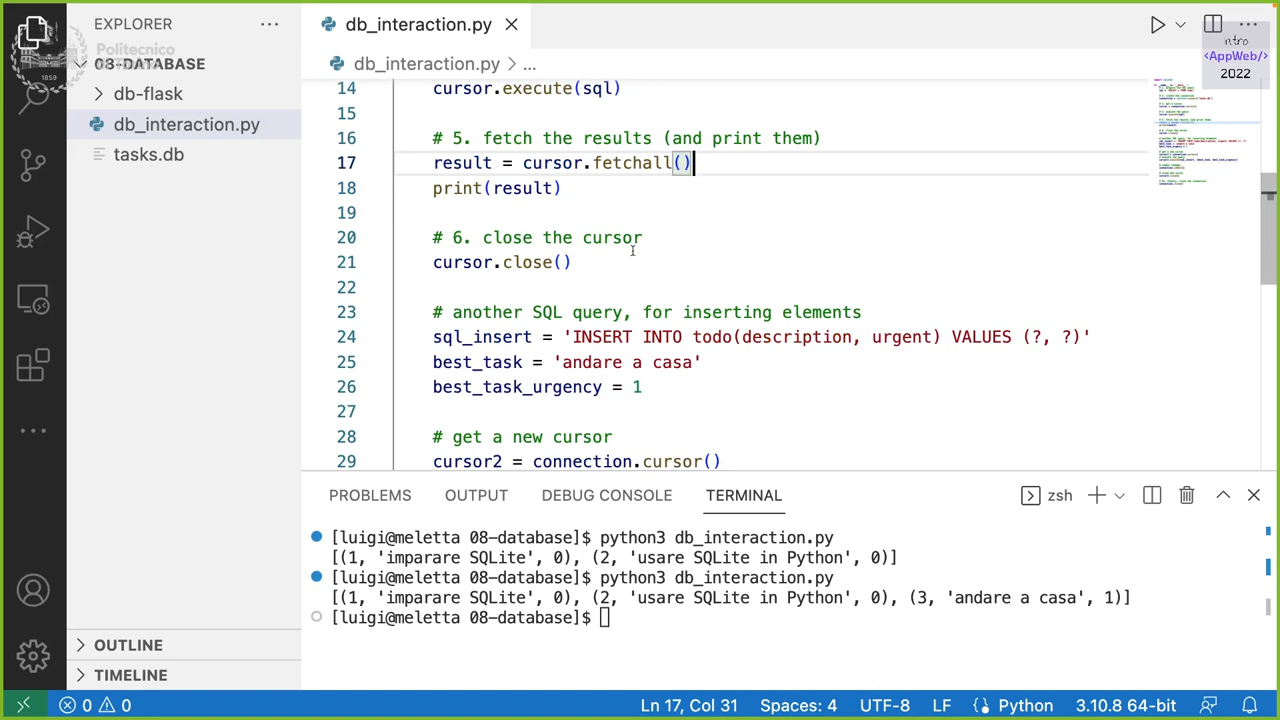 EXPLORER
db_interaction.py
Politecnico
1859
08-DATABASE
db-flask
db_interaction.py
tasks.db
OUTLINE
TIMELINE
db_interaction.py > ...
ntro
<AppWeb/>
2022
14 cursor.execute(sql)
15
16 # 5. fetch the results (and print them)
17 result = cursor.fetchall()
18 print(result)
19
20 # 6. close the cursor
21 cursor.close()
22
23 # another SQL query, for inserting elements
24 sql_insert = 'INSERT INTO todo(description, urgent) VALUES (?, ?)'
25 best_task = 'andare a casa'
26 best_task_urgency = 1
27
28 # get a new cursor
29 cursor2 = connection.cursor()
PROBLEMS OUTPUT DEBUG CONSOLE TERMINAL zsh
[luigi@meletta 08-database]$ python3 db_interaction.py
[(1, 'imparare SQLite', 0), (2, 'usare SQLite in Python', 0)]
[luigi@meletta 08-database]$ python3 db_interaction.py
[(1, 'imparare SQLite', 0), (2, 'usare SQLite in Python', 0), (3, 'andare a casa', 1)]
[luigi@meletta 08-database]$
0 0 Ln 17, Col 31 Spaces: 4 UTF-8 LF Python 3.10.8 64-bit